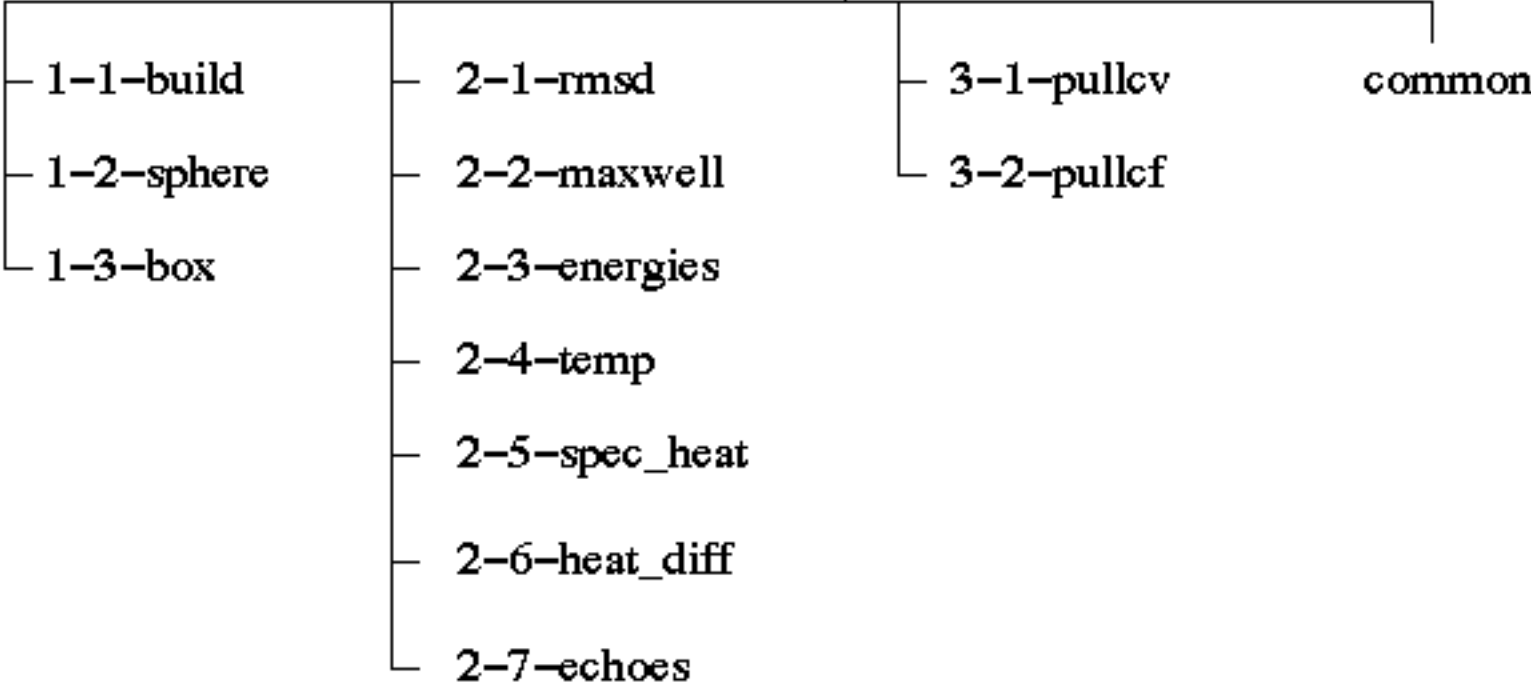 1-1-build
1-2-sphere
1-3-box
2-1-rmsd
2-2-maxwell
2-3-energies
2-4-temp
2-5-spec_heat
2-6-heat_diff
2-7-echoes
3-1-pullcv
3-2-pullcf
common